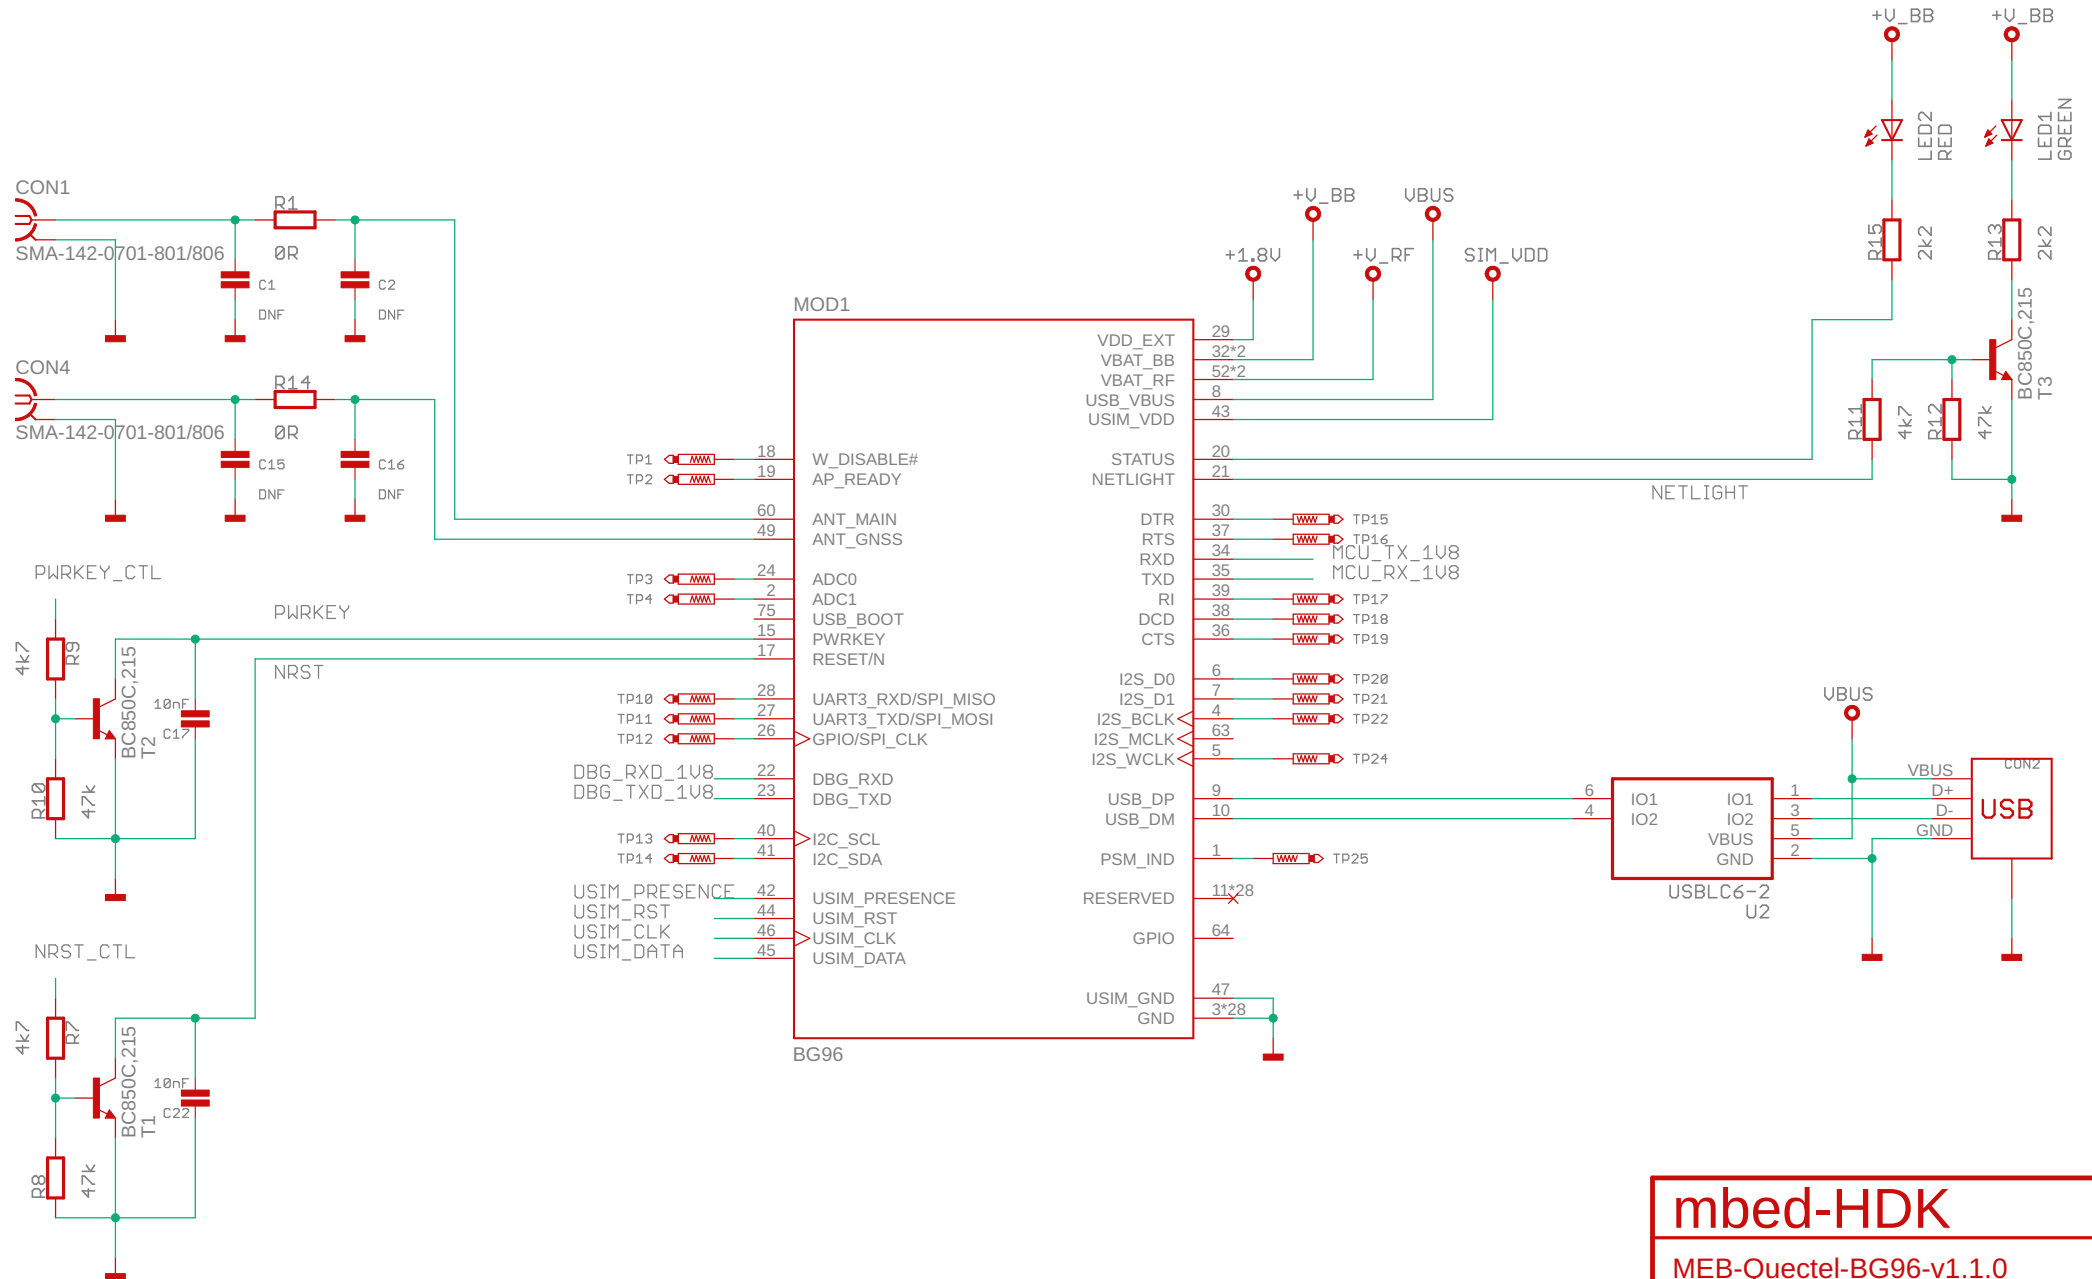 +V_BB
+V_BB
LED2
RED
LED1
GREEN
R15
2k2
R13
2k2
BC850C,215
T3
R11
4k7
R12
47k
NETLIGHT
CON1
SMA-142-0701-801/806
R1
0R
C1
DNF
C2
DNF
CON4
SMA-142-0701-801/806
R14
0R
C15
DNF
C16
DNF
PWRKEY_CTL
PWRKEY
4k7
R9
BC850C,215
T2
10nF
C17
R10
47k
NRST
NRST_CTL
4k7
R7
BC850C,215
T1
10nF
C22
R8
47k
+1.8V
+V_BB
+V_RF
VBUS
SIM_VDD
MOD1
TP1 18 W_DISABLE#
TP2 19 AP_READY
60 ANT_MAIN
49 ANT_GNSS
TP3 24 ADC0
TP4 2 ADC1
75 USB_BOOT
15 PWRKEY
17 RESET/N
TP10 28 UART3_RXD/SPI_MISO
TP11 27 UART3_TXD/SPI_MOSI
TP12 26 GPIO/SPI_CLK
DBG_RXD_1V8 22 DBG_RXD
DBG_TXD_1V8 23 DBG_TXD
TP13 40 I2C_SCL
TP14 41 I2C_SDA
USIM_PRESENCE 42 USIM_PRESENCE
USIM_RST 44 USIM_RST
USIM_CLK 46 USIM_CLK
USIM_DATA 45 USIM_DATA
VDD_EXT 29
VBAT_BB 32*2
VBAT_RF 52*2
USB_VBUS 8
USIM_VDD 43
STATUS 20
NETLIGHT 21
DTR 30 TP15
RTS 37 TP16
RXD 34 MCU_TX_1V8
TXD 35 MCU_RX_1V8
RI 39 TP17
DCD 38 TP18
CTS 36 TP19
I2S_D0 6 TP20
I2S_D1 7 TP21
I2S_BCLK 4 TP22
I2S_MCLK 63
I2S_WCLK 5 TP24
USB_DP 9
USB_DM 10
PSM_IND 1 TP25
RESERVED 11*28
GPIO 64
USIM_GND 47
GND 3*28
BG96
VBUS
6 IO1 IO1 1
4 IO2 IO2 3
VBUS 5
GND 2
USBLC6-2
U2
VBUS
D+
D-
GND
CON2
USB
mbed-HDK
MEB-Quectel-BG96-v1.1.0